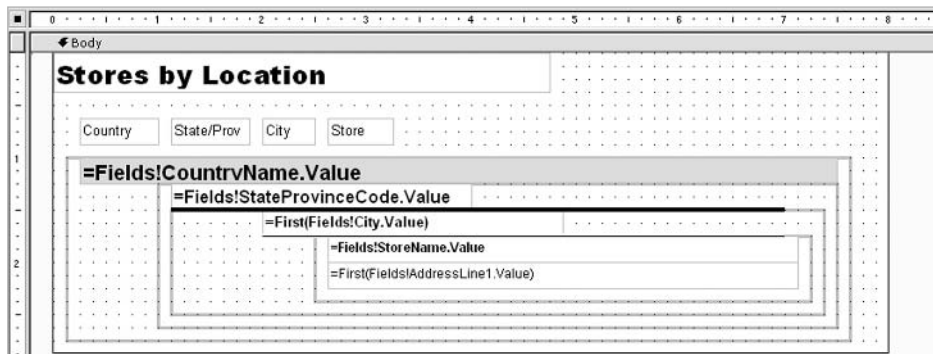 0 1 2 3 4 5 6 7 8
Body
Stores by Location
Country State/Prov City Store
1
=Fields!CountryName.Value
=Fields!StateProvinceCode.Value
=First(Fields!City.Value)
=Fields!StoreName.Value
2
=First(Fields!AddressLine1.Value)